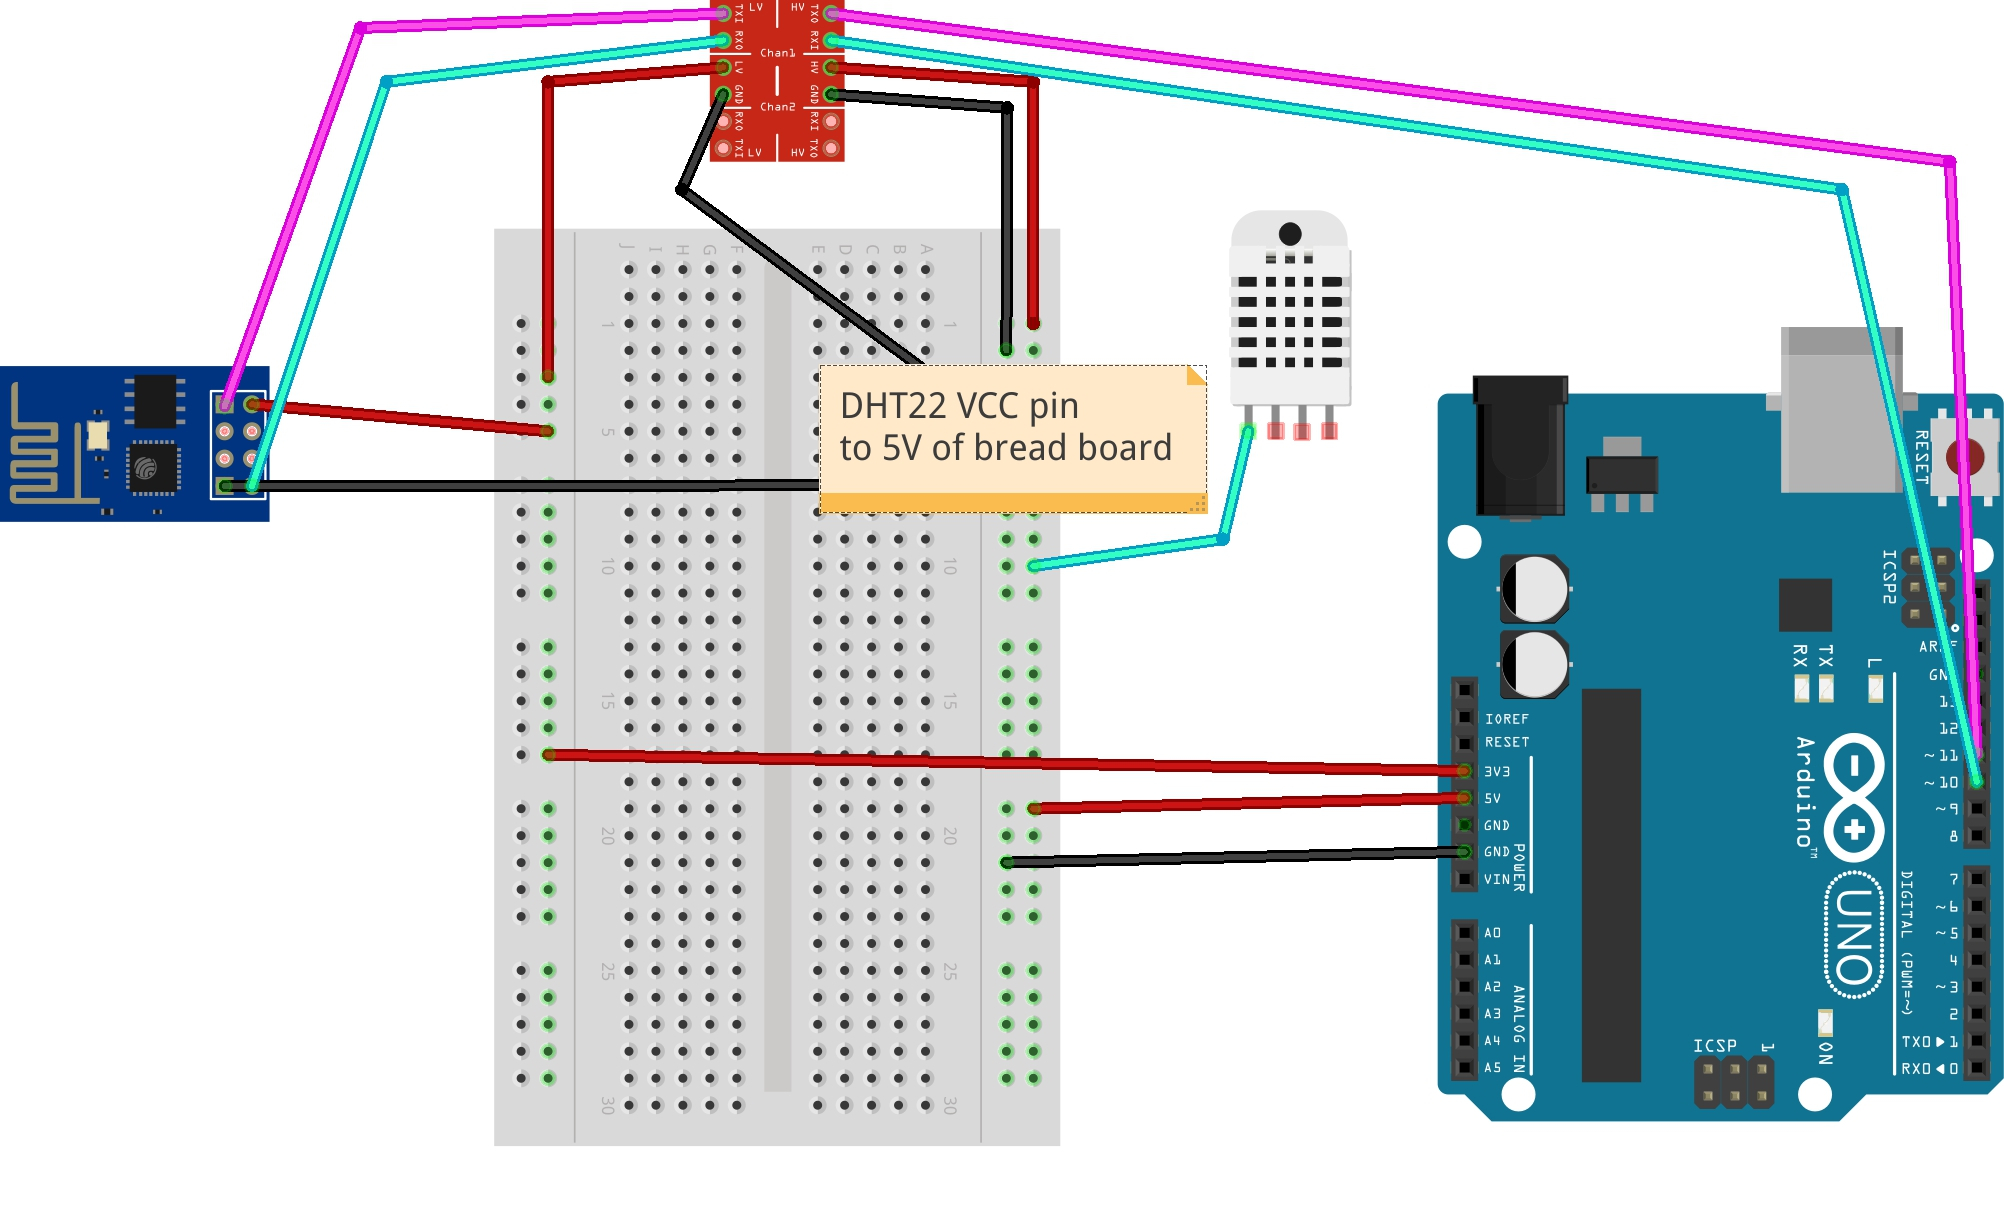 TXI LV HV TXO
RXO RXI
Chan1
LV HV
GND GND
Chan2
RXO RXI
TXI LV HV TXO
J I H G F E D C B A
1 1
5
DHT22 VCC pin
to 5V of bread board
10 10
15 15
20 20
25 25
30 30
RESET
ICSP2
AREF
GND
RX TX L
13
12
~11
~10
~9
8
IOREF
RESET
3V3
5V
GND
GND
VIN
POWER
Arduino™
UNO
7
~6
~5
4
~3
2
TX0▶1
RX0◀0
DIGITAL (PWM=~)
A0
A1
A2
A3
A4
A5
ANALOG IN
ICSP 1
ON